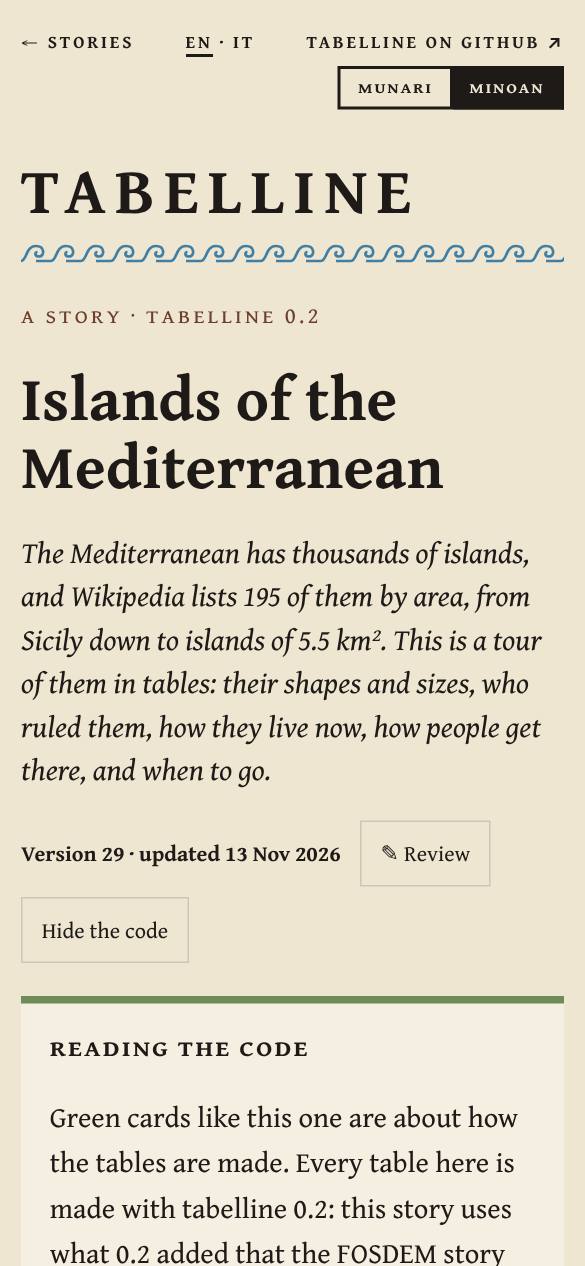 ← STORIES EN · IT TABELLINE ON GITHUB ↗
MUNARI MINOAN
TABELLINE
A STORY · TABELLINE 0.2
Islands of the
Mediterranean
The Mediterranean has thousands of islands,
and Wikipedia lists 195 of them by area, from
Sicily down to islands of 5.5 km². This is a tour
of them in tables: their shapes and sizes, who
ruled them, how they live now, how people get
there, and when to go.
Version 29 · updated 13 Nov 2026 ✎ Review
Hide the code
READING THE CODE
Green cards like this one are about how
the tables are made. Every table here is
made with tabelline 0.2: this story uses
what 0.2 added that the FOSDEM story